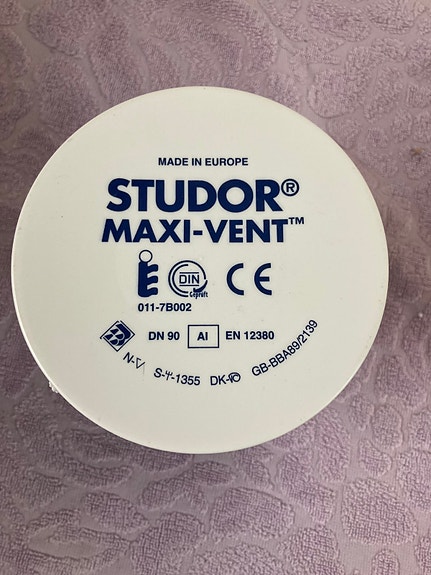 MADE IN EUROPE
STUDOR®
MAXI-VENT™
DIN
Geprüft
CE
011-7B002
DN 90 AI EN 12380
S-Ψ-1355 DK- GB-BBA89/2139